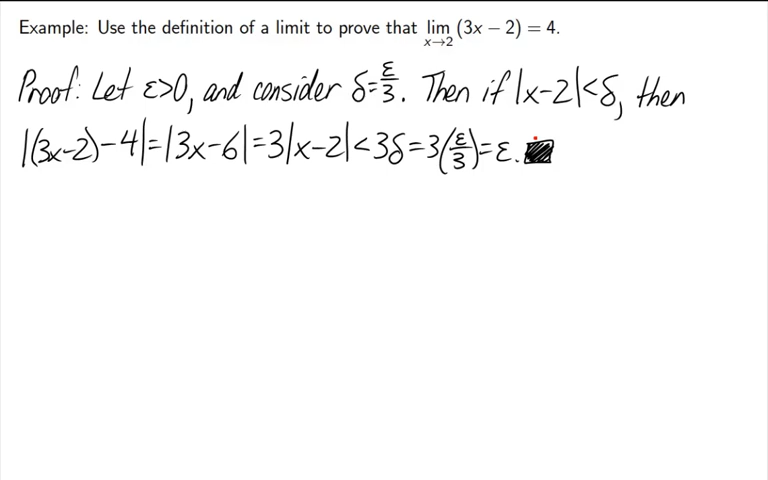 Example: Use the definition of a limit to prove that lim x→2 (3x − 2) = 4.
Proof: Let ε>0, and consider δ=ε/3. Then if |x-2|<δ, then
|(3x-2)-4|=|3x-6|=3|x-2|<3δ=3(ε/3)=ε. ■